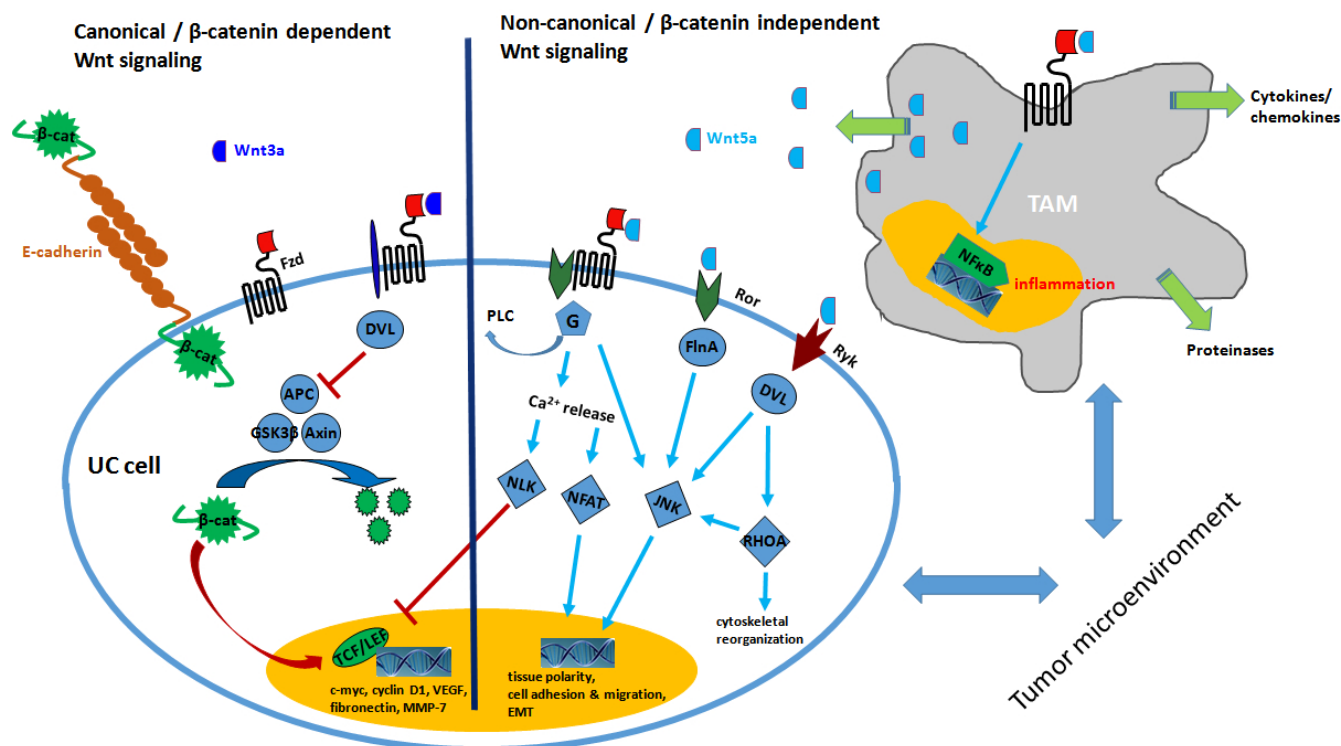 Canonical / β-catenin dependent
Wnt signaling
Non-canonical / β-catenin independent
Wnt signaling
β-cat
Wnt3a
E-cadherin
Fzd
β-cat
DVL
APC
GSK3β
Axin
UC cell
β-cat
TCF/LEF
c-myc, cyclin D1, VEGF,
fibronectin, MMP-7
Wnt5a
PLC
G
Ror
FlnA
Ryk
DVL
Ca²⁺ release
NLK
NFAT
JNK
RHOA
cytoskeletal
reorganization
tissue polarity,
cell adhesion & migration,
EMT
TAM
NFκB
inflammation
Cytokines/
chemokines
Proteinases
Tumor microenvironment